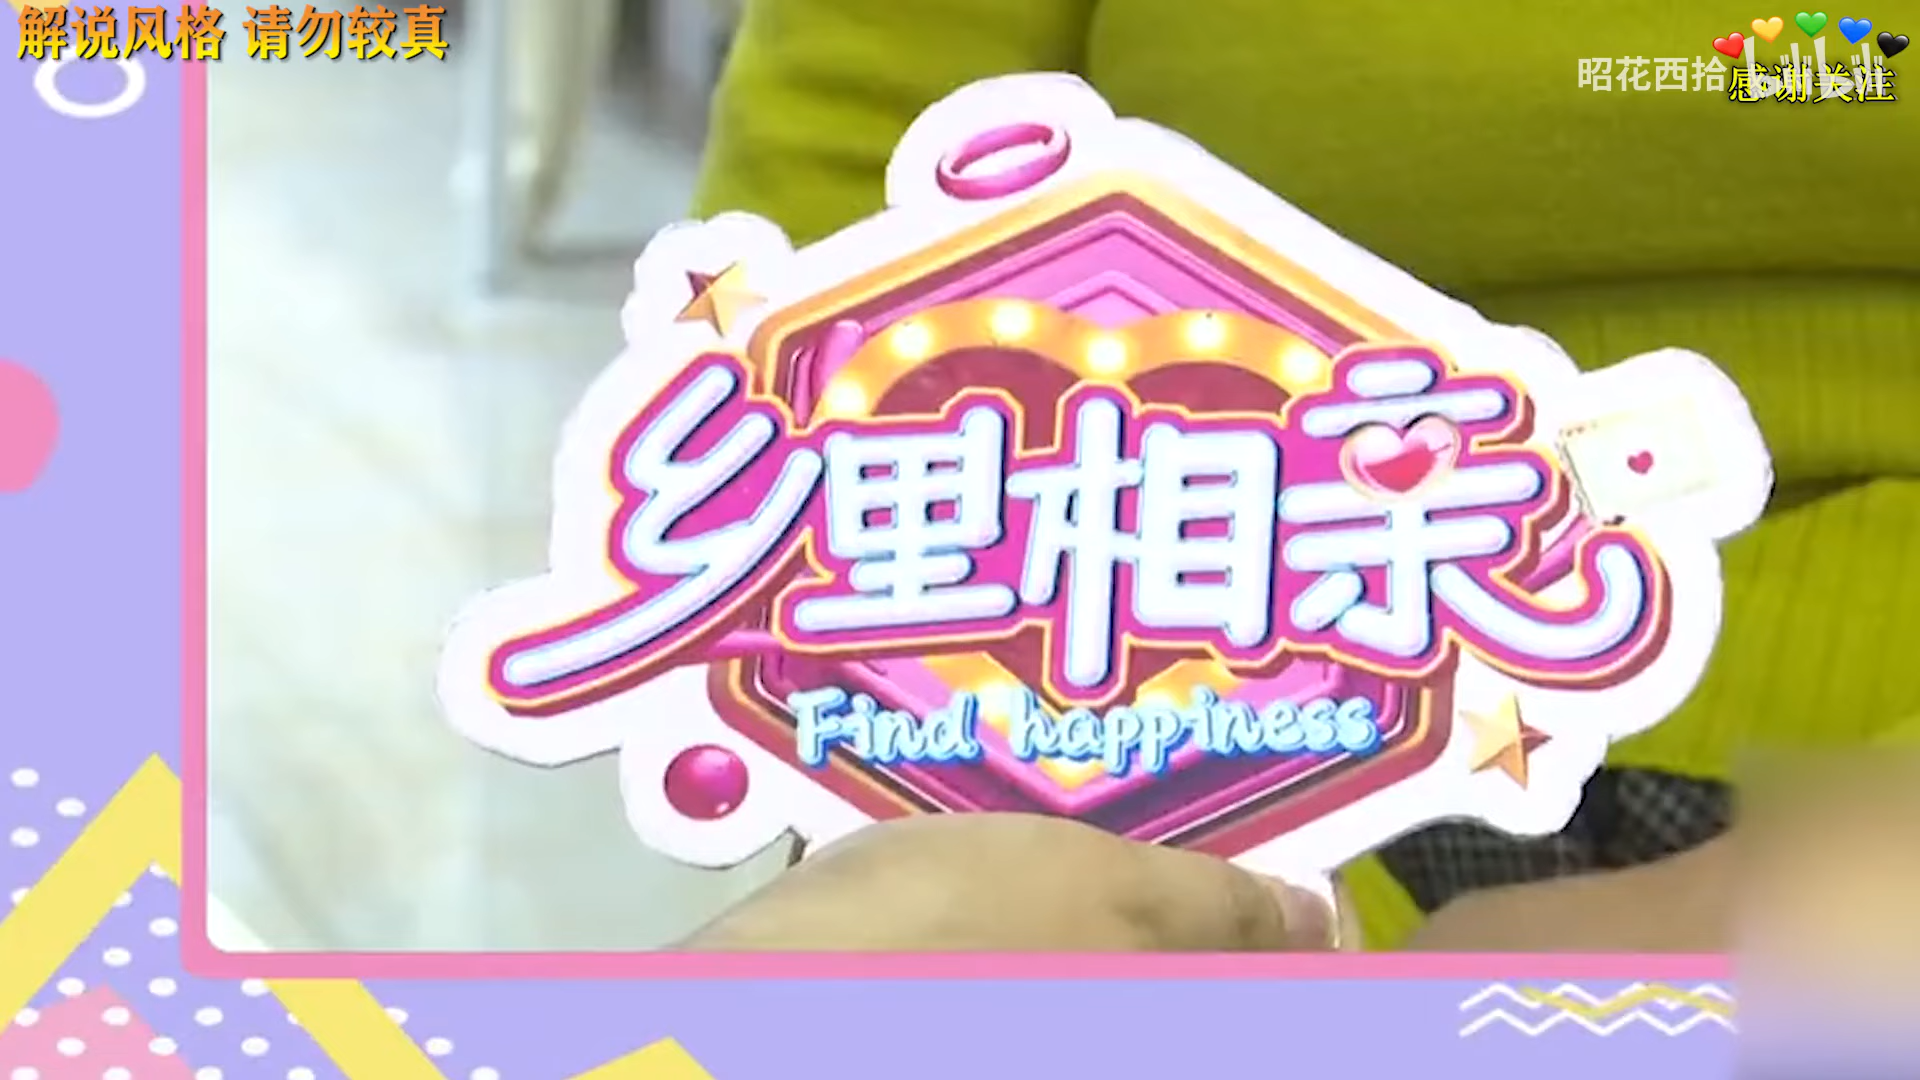 解说风格 请勿较真
昭花西拾
bilibili
感谢关注
乡里相亲
Find happiness